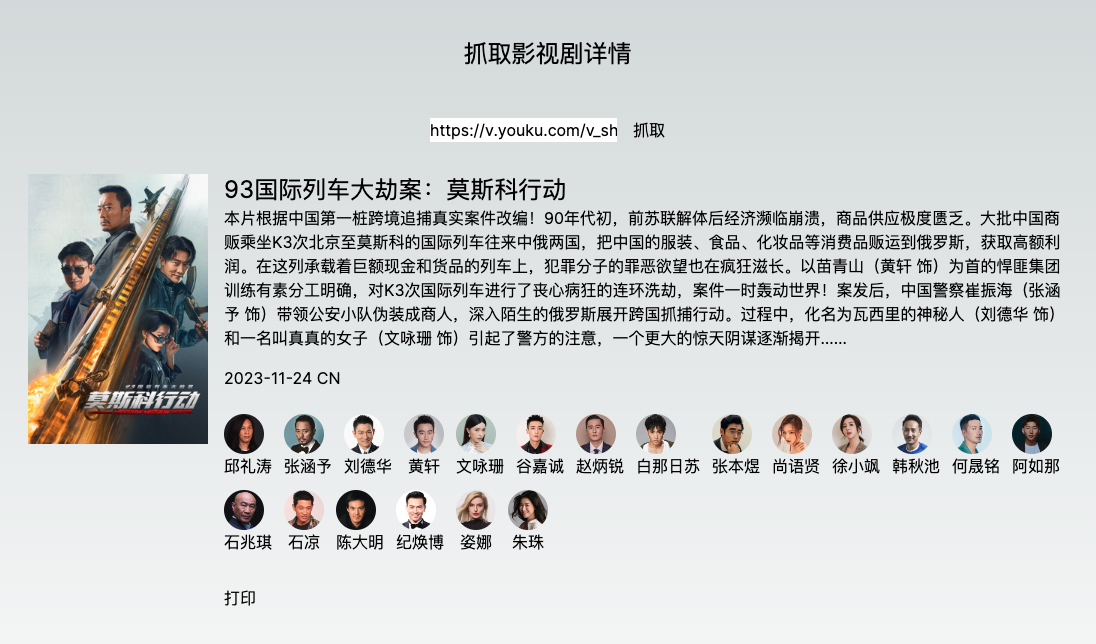 抓取影视剧详情
https://v.youku.com/v_sh 抓取
93国际列车大劫案：莫斯科行动
本片根据中国第一桩跨境追捕真实案件改编！90年代初，前苏联解体后经济濒临崩溃，商品供应极度匮乏。大批中国商
贩乘坐K3次北京至莫斯科的国际列车往来中俄两国，把中国的服装、食品、化妆品等消费品贩运到俄罗斯，获取高额利
润。在这列承载着巨额现金和货品的列车上，犯罪分子的罪恶欲望也在疯狂滋长。以苗青山（黄轩 饰）为首的悍匪集团
训练有素分工明确，对K3次国际列车进行了丧心病狂的连环洗劫，案件一时轰动世界！案发后，中国警察崔振海（张涵
予 饰）带领公安小队伪装成商人，深入陌生的俄罗斯展开跨国抓捕行动。过程中，化名为瓦西里的神秘人（刘德华 饰）
和一名叫真真的女子（文咏珊 饰）引起了警方的注意，一个更大的惊天阴谋逐渐揭开……
莫斯科行动
2023-11-24 CN
邱礼涛 张涵予 刘德华 黄轩 文咏珊 谷嘉诚 赵炳锐 白那日苏 张本煜 尚语贤 徐小飒 韩秋池 何晟铭 阿如那
石兆琪 石凉 陈大明 纪焕博 姿娜 朱珠
打印